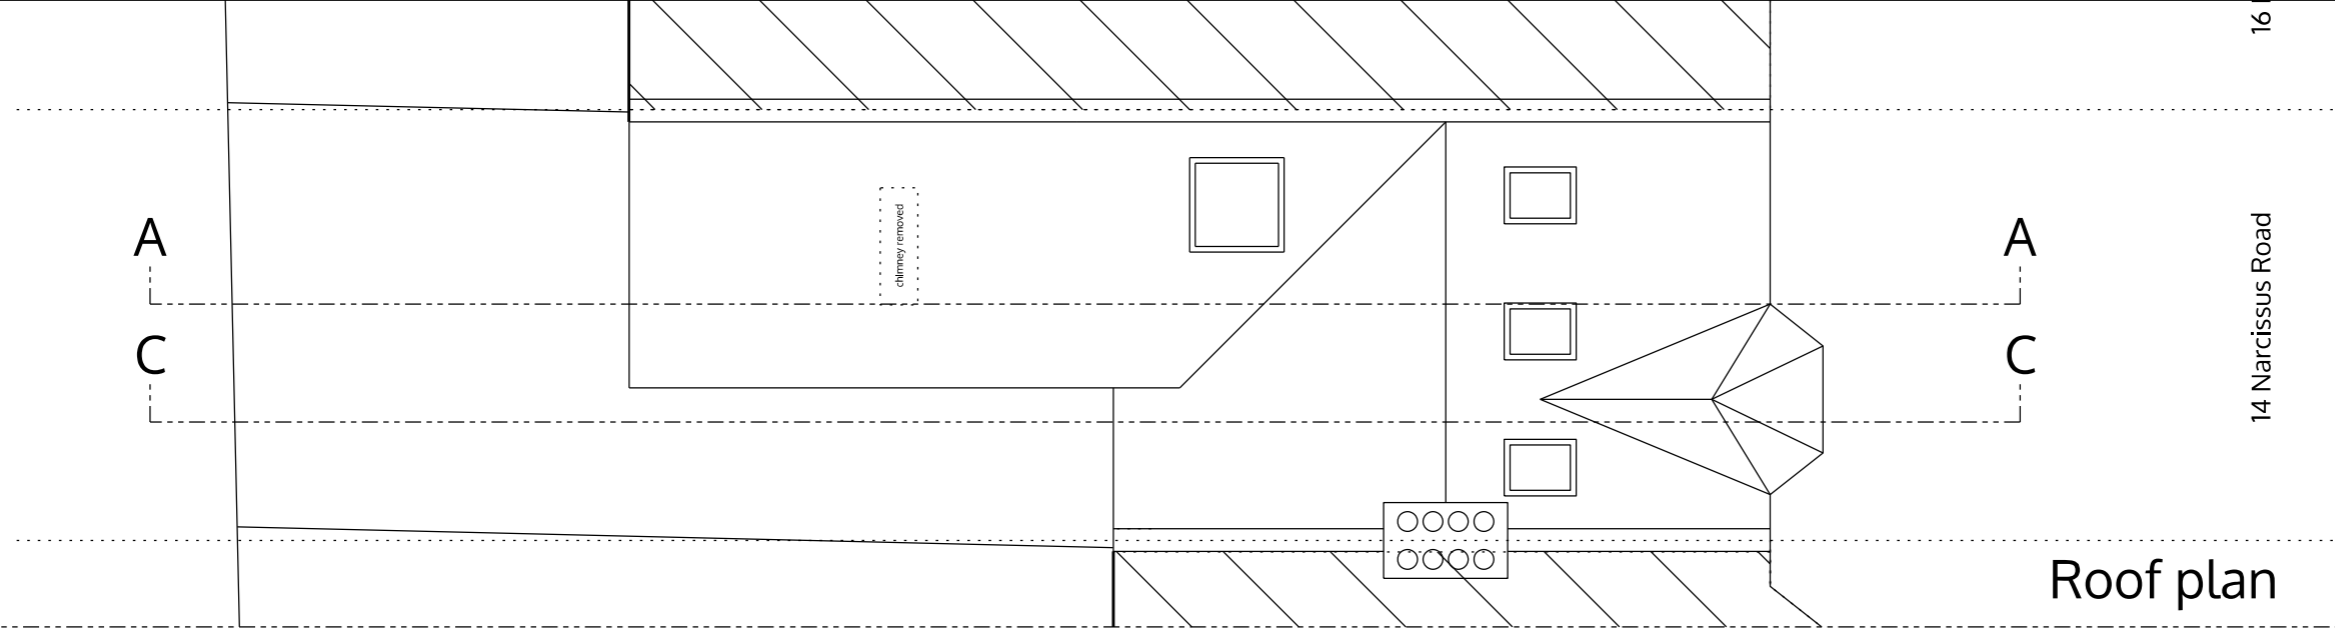 16
A
A
chimney removed
C
C
14 Narcissus Road
Roof plan